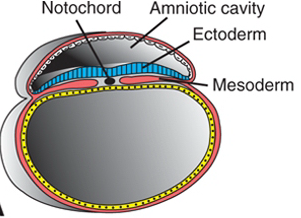 Notochord
Amniotic cavity
Ectoderm
Mesoderm
A